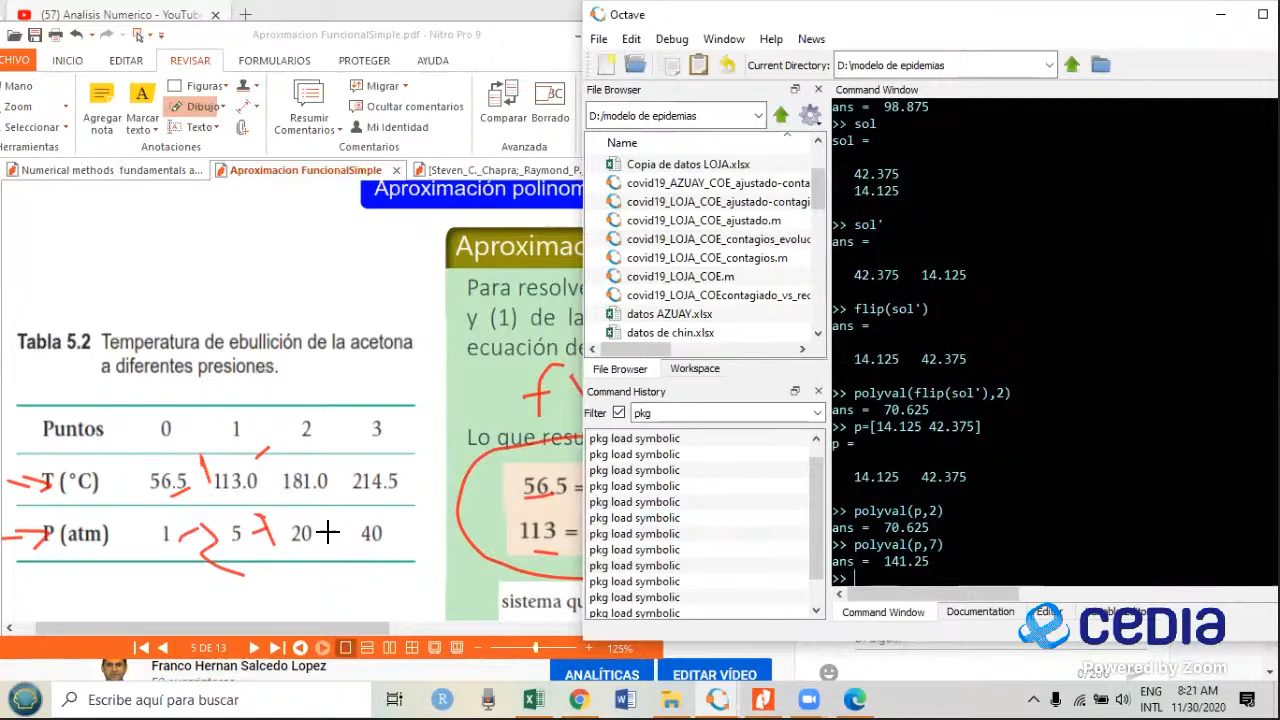 (57) Analisis Numerico - YouTu
Aproximacion FuncionalSimple.pdf - Nitro Pro 9
CHIVO INICIO EDITAR REVISAR FORMULARIOS PROTEGER AYUDA
Mano
Zoom
Seleccionar
Agregar nota
Marcar texto
Figuras
Dibujo
Texto
Resumir Comentarios
Migrar
Ocultar comentarios
Mi Identidad
Comparar
Borrado
Herramientas
Anotaciones
Comentarios
Avanzada
Numerical methods fundamentals a...
Aproximacion FuncionalSimple
[Steven_C._Chapra;_Raymond_P.
Aproximación polinom
Aproximac
Para resolve
y (1) de la
ecuación de
f
Lo que resu
56.5 =
113 =
sistema qu
Tabla 5.2 Temperatura de ebullición de la acetona
a diferentes presiones.
Puntos 0 1 2 3
T (°C) 56.5 113.0 181.0 214.5
P (atm) 1 5 20 40
5 DE 13
125%
Franco Hernan Salcedo Lopez
ANALÍTICAS
EDITAR VÍDEO
Octave
File Edit Debug Window Help News
Current Directory: D:\modelo de epidemias
File Browser
D:/modelo de epidemias
Name
Copia de datos LOJA.xlsx
covid19_AZUAY_COE_ajustado-conta
covid19_LOJA_COE_ajustado-contagi
covid19_LOJA_COE_ajustado.m
covid19_LOJA_COE_contagios_evoluc
covid19_LOJA_COE_contagios.m
covid19_LOJA_COE.m
covid19_LOJA_COEcontagiado_vs_rec
datos AZUAY.xlsx
datos de chin.xlsx
File Browser Workspace
Command History
Filter pkg
pkg load symbolic
pkg load symbolic
pkg load symbolic
pkg load symbolic
pkg load symbolic
pkg load symbolic
pkg load symbolic
pkg load symbolic
pkg load symbolic
pkg load symbolic
pkg load symbolic
pkg load symbolic
Command Window
ans = 98.875
>> sol
sol =
42.375
14.125
>> sol'
ans =
42.375 14.125
>> flip(sol')
ans =
14.125 42.375
>> polyval(flip(sol'),2)
ans = 70.625
>> p=[14.125 42.375]
p =
14.125 42.375
>> polyval(p,2)
ans = 70.625
>> polyval(p,7)
ans = 141.25
>>
Command Window Documentation
CEDIA
Powered by Zoom
0/200
Escribe aquí para buscar
ENG
INTL
8:21 AM
11/30/2020